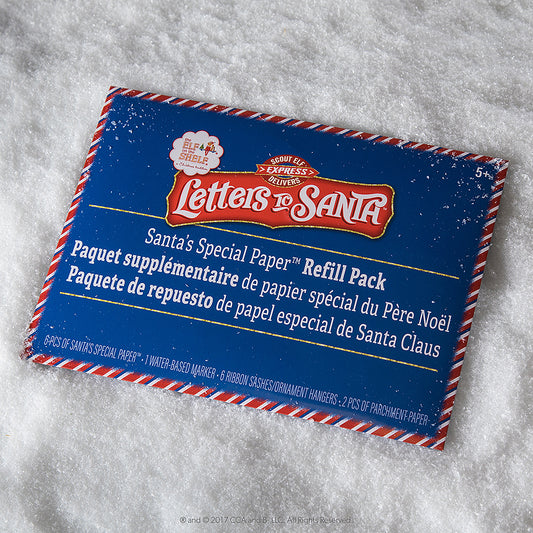 THE ELF ON THE SHELF
A Christmas Tradition
SCOUT ELF
EXPRESS
DELIVERS
LETTERS TO SANTA
5+
Santa's Special Paper™ Refill Pack
Paquet supplémentaire de papier spécial du Père Noël
Paquete de repuesto de papel especial de Santa Claus
6 PCS OF SANTA'S SPECIAL PAPER™ • 1 WATER-BASED MARKER • 6 RIBBON SASHES/ORNAMENT HANGERS • 2 PCS OF PARCHMENT PAPER
® and © 2017 CCA and B, LLC. All Rights Reserved.